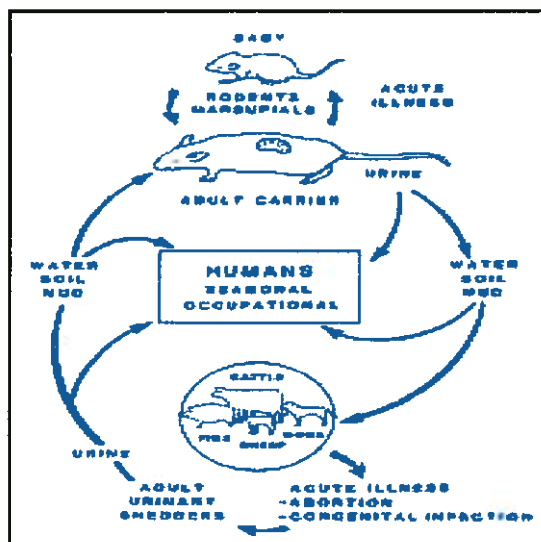 BABY
RODENTS
MARSUPIALS
ACUTE
ILLNESS
URINE
ADULT CARRIER
WATER
SOIL
MUD
HUMANS
SEASONAL
OCCUPATIONAL
WATER
SOIL
MUD
CATTLE
PIGS
SHEEP
DOGS
URINE
ADULT
URINARY
SHEDDERS
ACUTE ILLNESS
-ABORTION
-CONGENITAL INFECTION